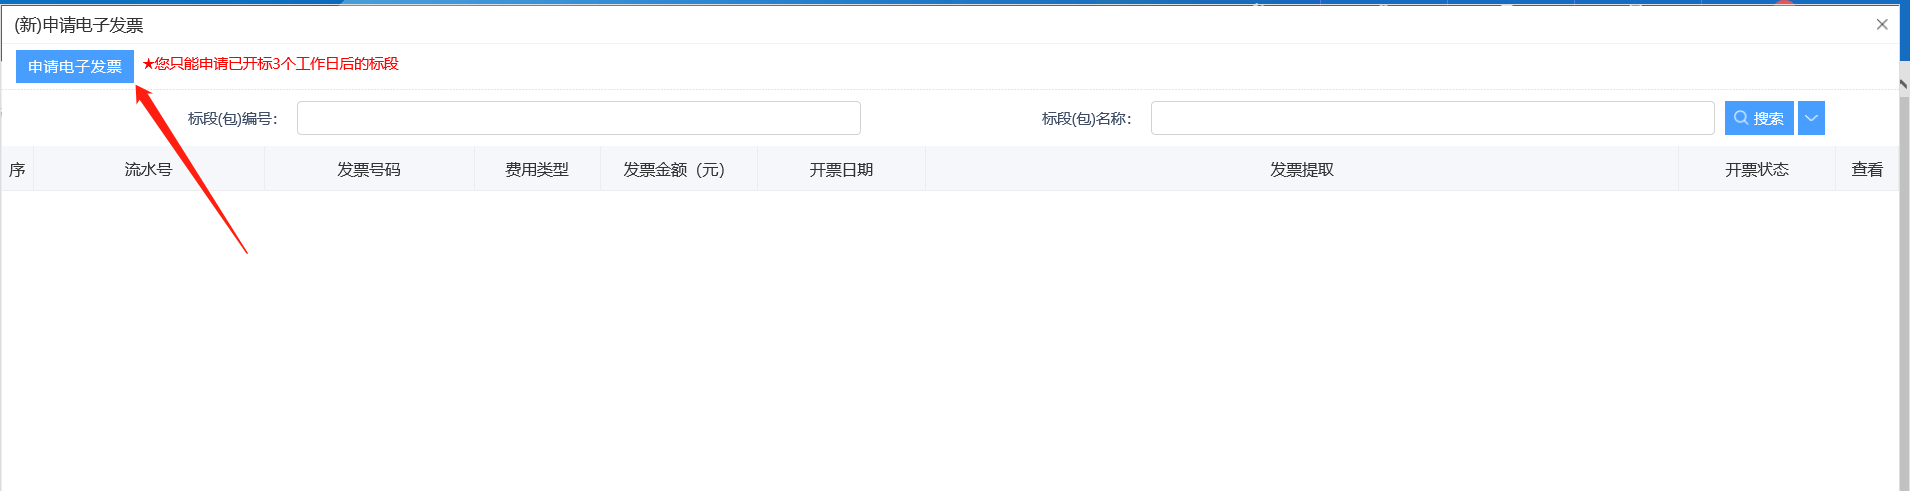 (新)申请电子发票
申请电子发票 ★您只能申请已开标3个工作日后的标段
标段(包)编号： 标段(包)名称： 搜索
序 流水号 发票号码 费用类型 发票金额（元） 开票日期 发票提取 开票状态 查看